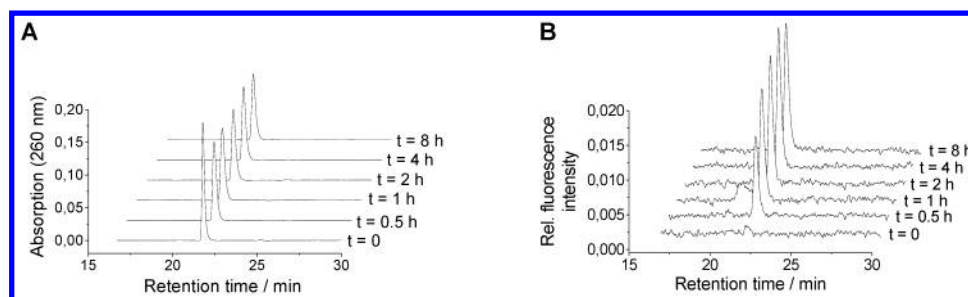 A
Absorption (260 nm)
0,20
0,15
0,10
0,05
0,00
t = 8 h
t = 4 h
t = 2 h
t = 1 h
t = 0.5 h
t = 0
15 20 25 30
Retention time / min
B
Rel. fluorescence
intensity
0,020
0,015
0,010
0,005
0,000
t = 8 h
t = 4 h
t = 2 h
t = 1 h
t = 0.5 h
t = 0
15 20 25 30
Retention time / min